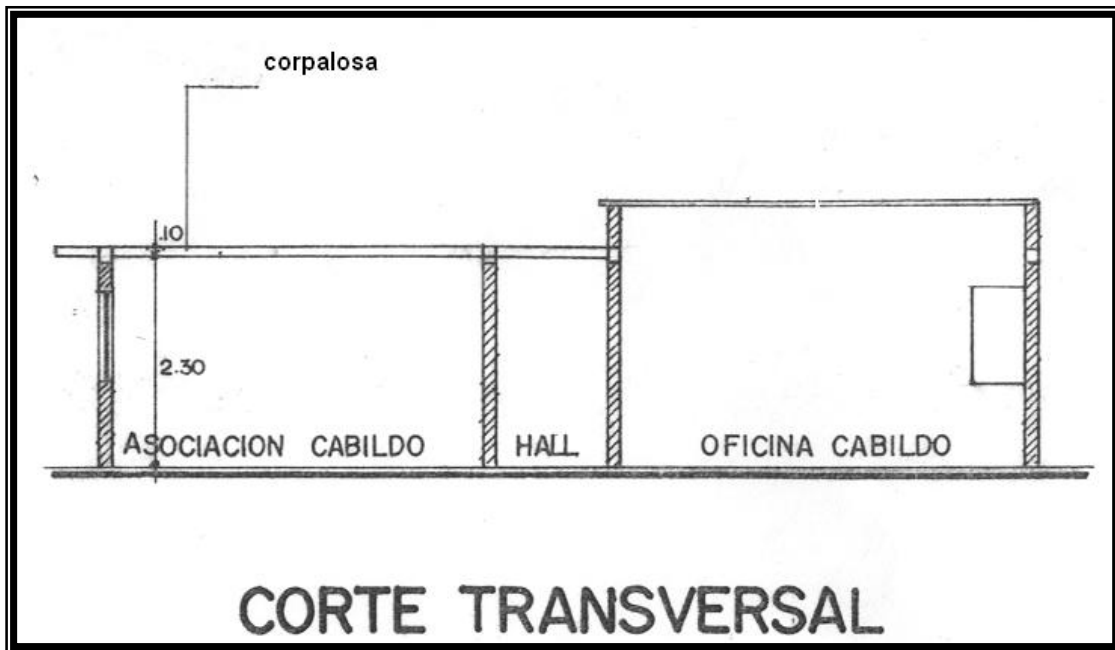 corpalosa
.10
2.30
ASOCIACION CABILDO HALL OFICINA CABILDO
CORTE TRANSVERSAL